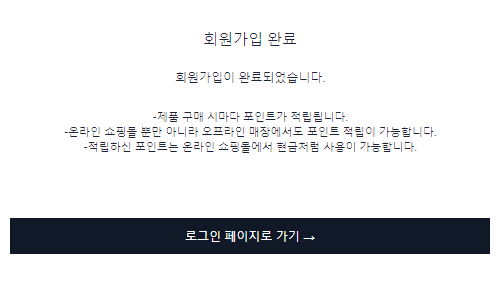 회원가입 완료
회원가입이 완료되었습니다.
-제품 구매 시마다 포인트가 적립됩니다.
-온라인 쇼핑몰 뿐만 아니라 오프라인 매장에서도 포인트 적립이 가능합니다.
-적립하신 포인트는 온라인 쇼핑몰에서 현금처럼 사용이 가능합니다.
로그인 페이지로 가기 →